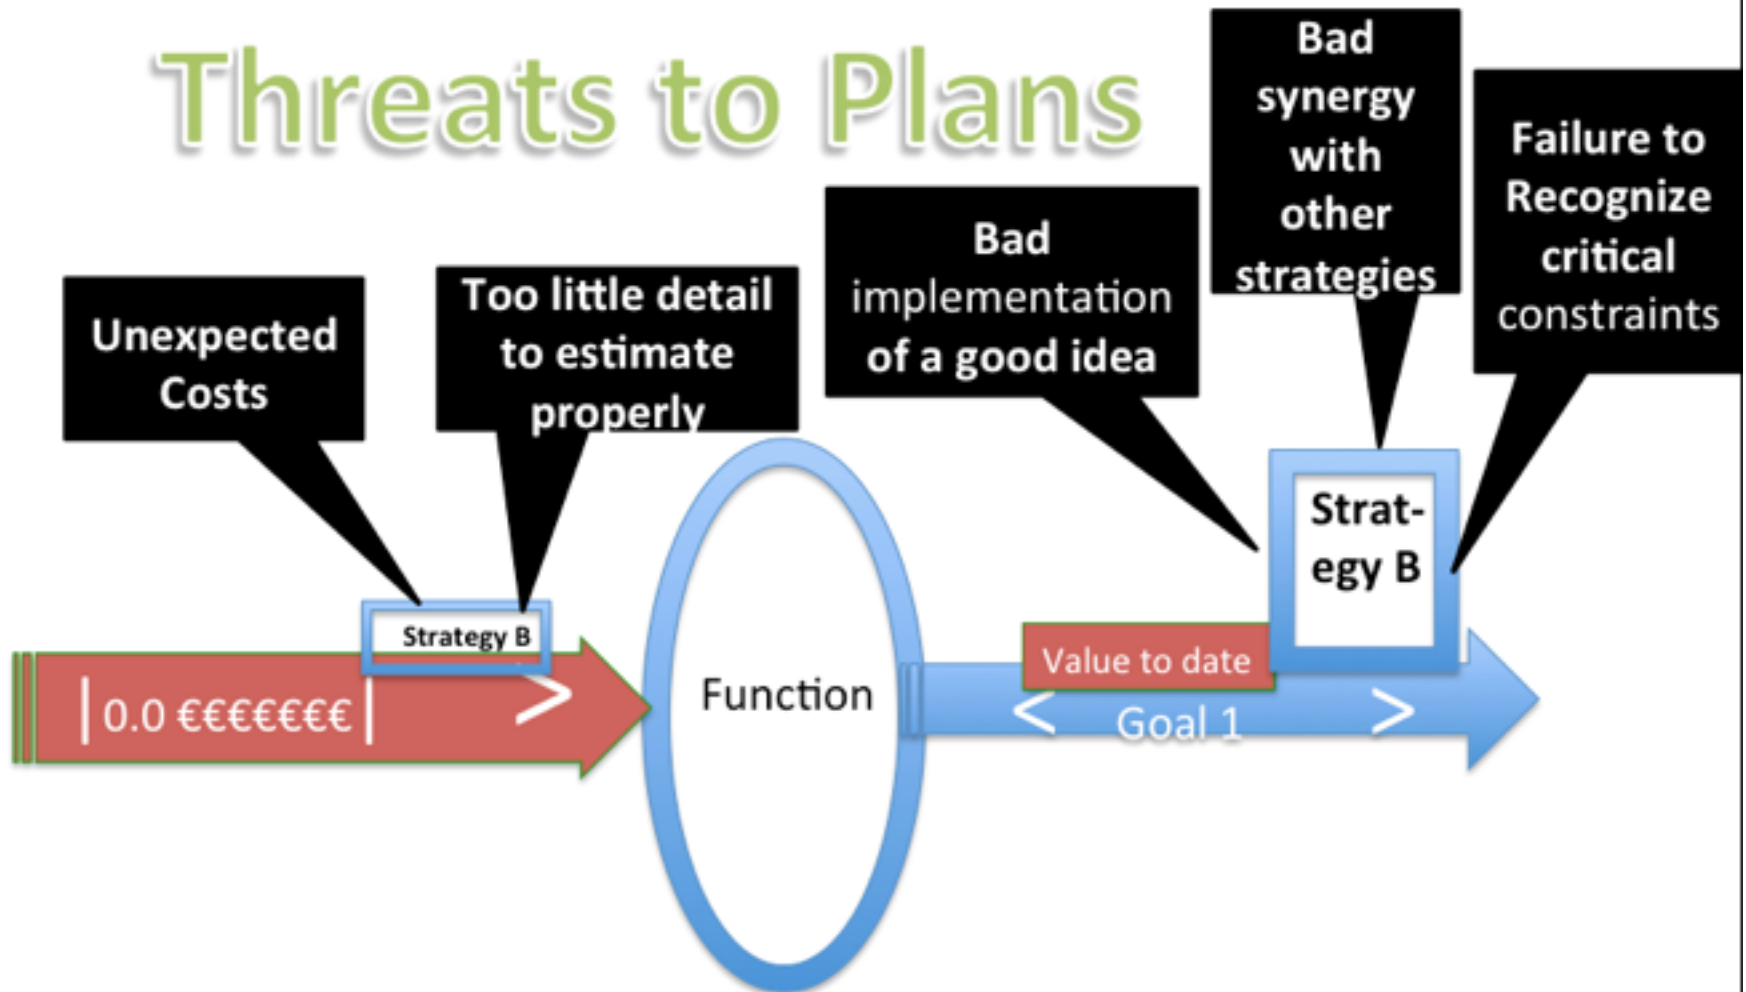 Threats to Plans
Unexpected
Costs
Too little detail
to estimate
properly
Bad
implementation
of a good idea
Bad
synergy
with
other
strategies
Failure to
Recognize
critical
constraints
Strategy B
| 0.0 €€€€€€€ | >
Function
Strat-
egy B
Value to date
< Goal 1 >